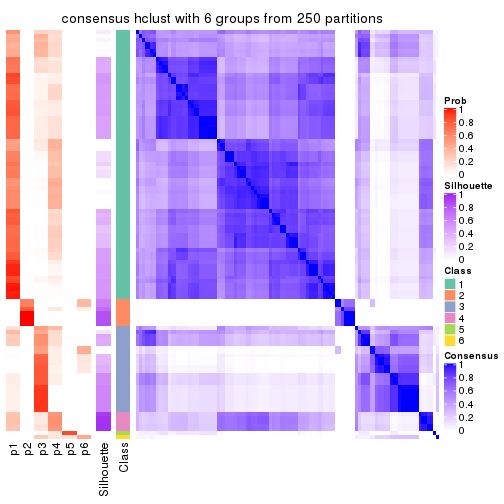 consensus hclust with 6 groups from 250 partitions
Prob
1
0.8
0.6
0.4
0.2
0
Silhouette
1
0.8
0.6
0.4
0.2
0
Class
1
2
3
4
5
6
Consensus
1
0.8
0.6
0.4
0.2
0
p1
p2
p3
p4
p5
p6
Silhouette
Class